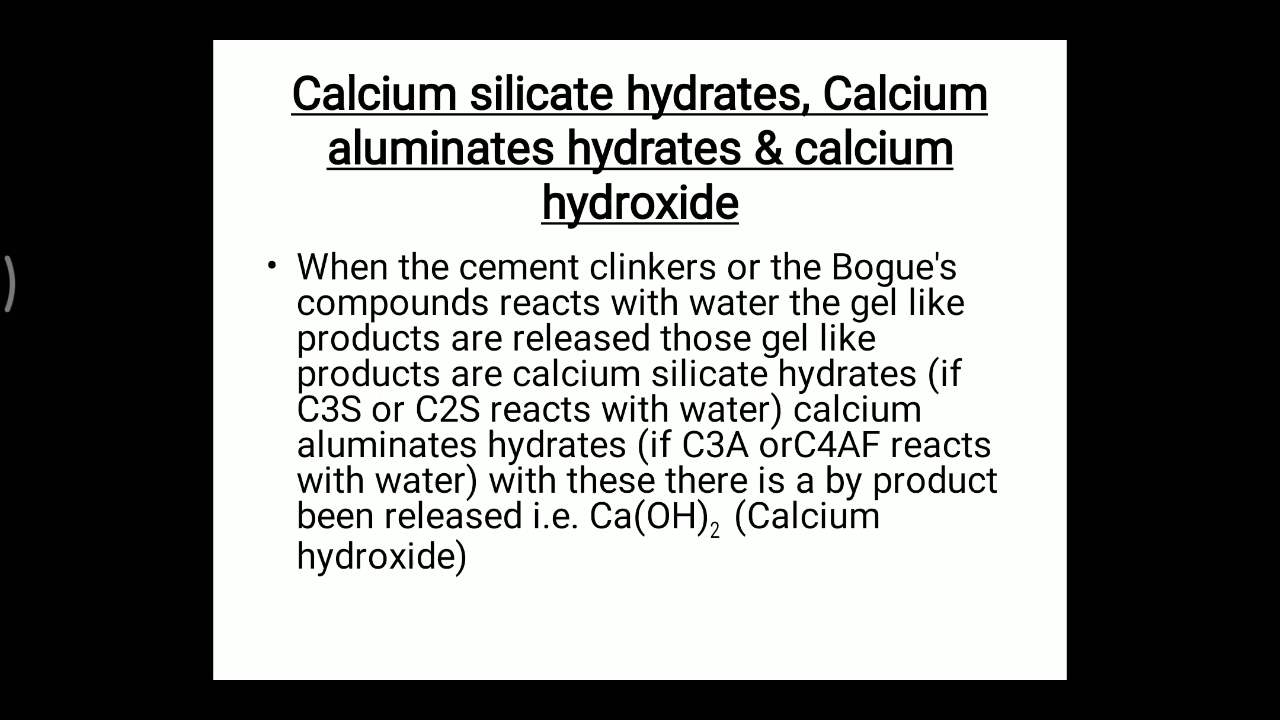 Calcium silicate hydrates, Calcium
aluminates hydrates & calcium
hydroxide
• When the cement clinkers or the Bogue's
compounds reacts with water the gel like
products are released those gel like
products are calcium silicate hydrates (if
C3S or C2S reacts with water) calcium
aluminates hydrates (if C3A orC4AF reacts
with water) with these there is a by product
been released i.e. Ca(OH)₂ (Calcium
hydroxide)